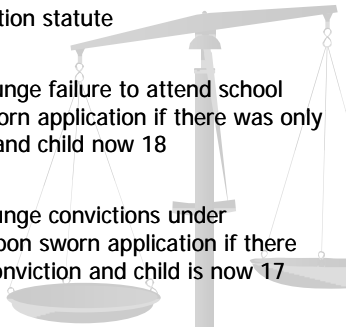 tion statute
unge failure to attend school
orn application if there was only
and child now 18
unge convictions under
pon sworn application if there
onviction and child is now 17